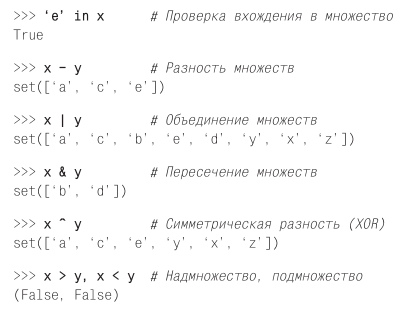 >>> ‘e’ in x # Проверка вхождения в множество
True
>>> x – y # Разность множеств
set([‘a’, ‘c’, ‘e’])
>>> x | y # Объединение множеств
set([‘a’, ‘c’, ‘b’, ‘e’, ‘d’, ‘y’, ‘x’, ‘z’])
>>> x & y # Пересечение множеств
set([‘b’, ‘d’])
>>> x ^ y # Симметрическая разность (XOR)
set([‘a’, ‘c’, ‘e’, ‘y’, ‘x’, ‘z’])
>>> x > y, x < y # Надмножество, подмножество
(False, False)